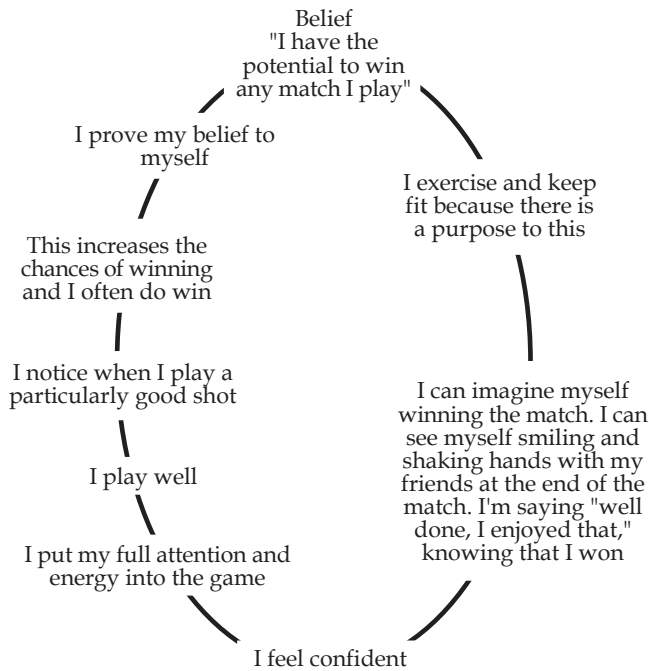 Belief
"I have the
potential to win
any match I play"
I exercise and keep
fit because there is
a purpose to this
I can imagine myself
winning the match. I can
see myself smiling and
shaking hands with my
friends at the end of the
match. I'm saying "well
done, I enjoyed that,"
knowing that I won
I feel confident
I put my full attention and
energy into the game
I play well
I notice when I play a
particularly good shot
This increases the
chances of winning
and I often do win
I prove my belief to
myself